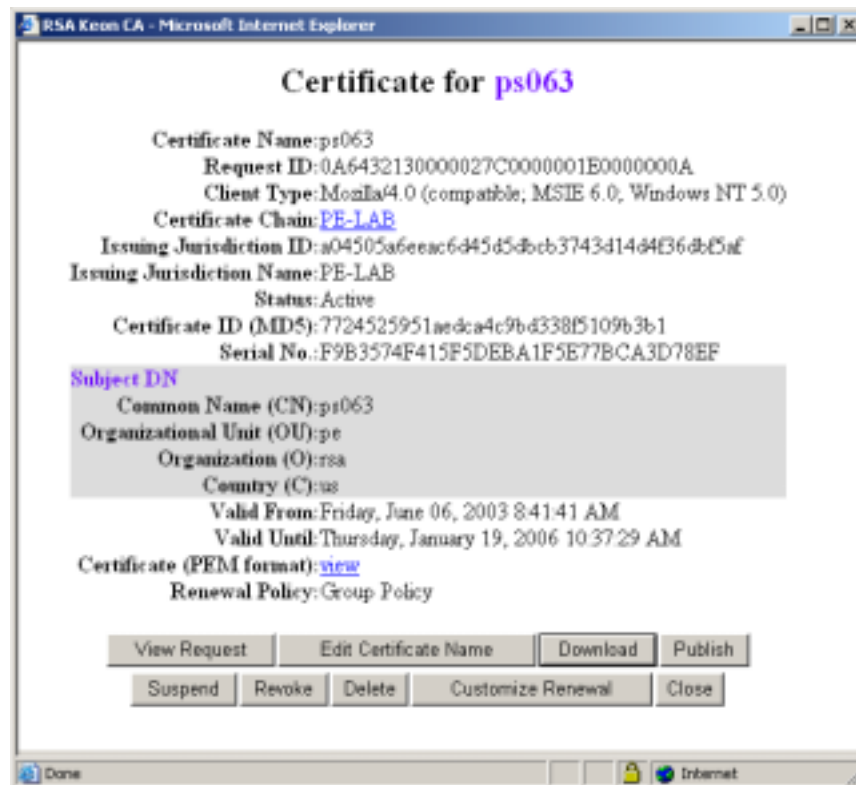 RSA Keon CA - Microsoft Internet Explorer
Certificate for ps063
Certificate Name:ps063
Request ID:0A6432130000027C0000001E0000000A
Client Type:Mozilla/4.0 (compatible; MSIE 6.0; Windows NT 5.0)
Certificate Chain:PE-LAB
Issuing Jurisdiction ID:a04505a6eeac6d45d5dbcb3743d14d4f36dbf5af
Issuing Jurisdiction Name:PE-LAB
Status:Active
Certificate ID (MD5):7724525951aedca4c9bd338f5109b3b1
Serial No.:F9B3574F415F5DEBA1F5E77BCA3D78EF
Subject DN
Common Name (CN):ps063
Organizational Unit (OU):pe
Organization (O):rsa
Country (C):us
Valid From:Friday, June 06, 2003 8:41:41 AM
Valid Until:Thursday, January 19, 2006 10:37:29 AM
Certificate (PEM format):view
Renewal Policy:Group Policy
View Request Edit Certificate Name Download Publish
Suspend Revoke Delete Customize Renewal Close
Done Internet